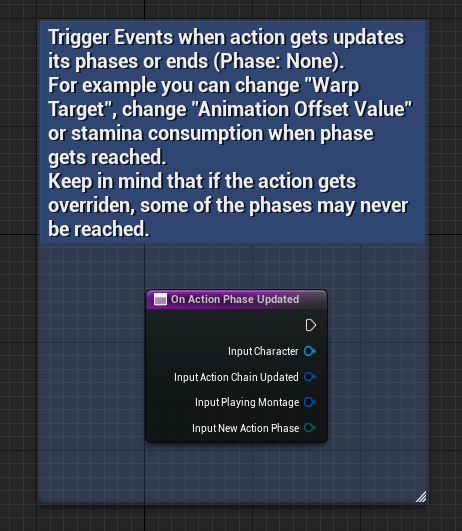 Trigger Events when action gets updates
its phases or ends (Phase: None).
For example you can change "Warp
Target", change "Animation Offset Value"
or stamina consumption when phase
gets reached.
Keep in mind that if the action gets
overriden, some of the phases may never
be reached.
On Action Phase Updated
Input Character
Input Action Chain Updated
Input Playing Montage
Input New Action Phase